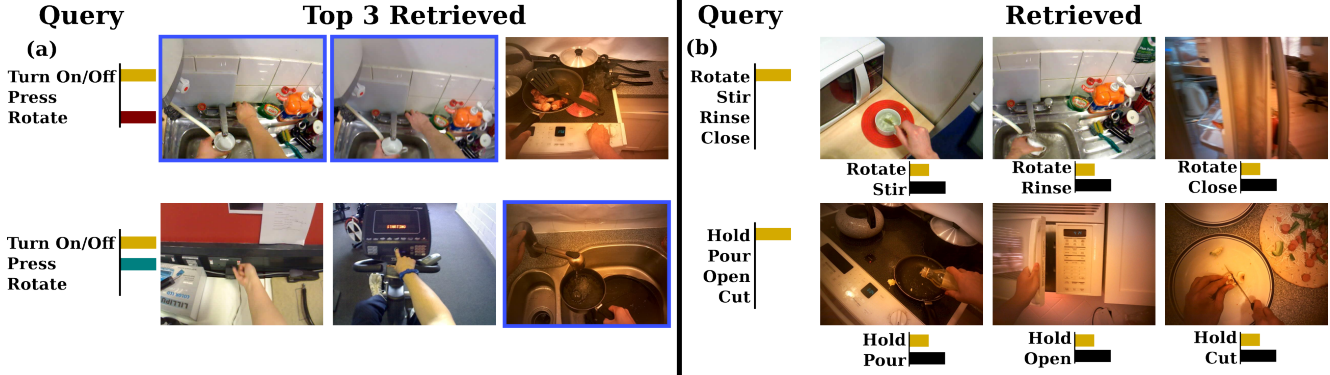 Query
Top 3 Retrieved
(a)
Turn On/Off
Press
Rotate
Turn On/Off
Press
Rotate
Query
Retrieved
(b)
Rotate
Stir
Rinse
Close
Rotate
Stir
Rotate
Rinse
Rotate
Close
Hold
Pour
Open
Cut
Hold
Pour
Hold
Open
Hold
Cut